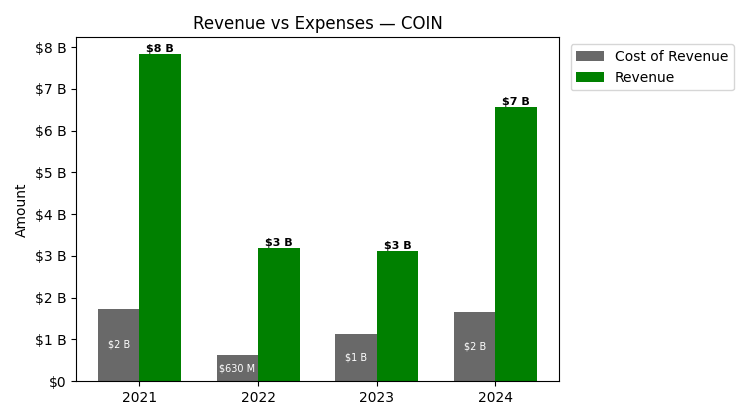 Revenue vs Expenses — COIN
Cost of Revenue
Revenue
Amount
$8 B
$7 B
$6 B
$5 B
$4 B
$3 B
$2 B
$1 B
$0
$8 B
$3 B
$3 B
$7 B
$2 B
$630 M
$1 B
$2 B
2021
2022
2023
2024